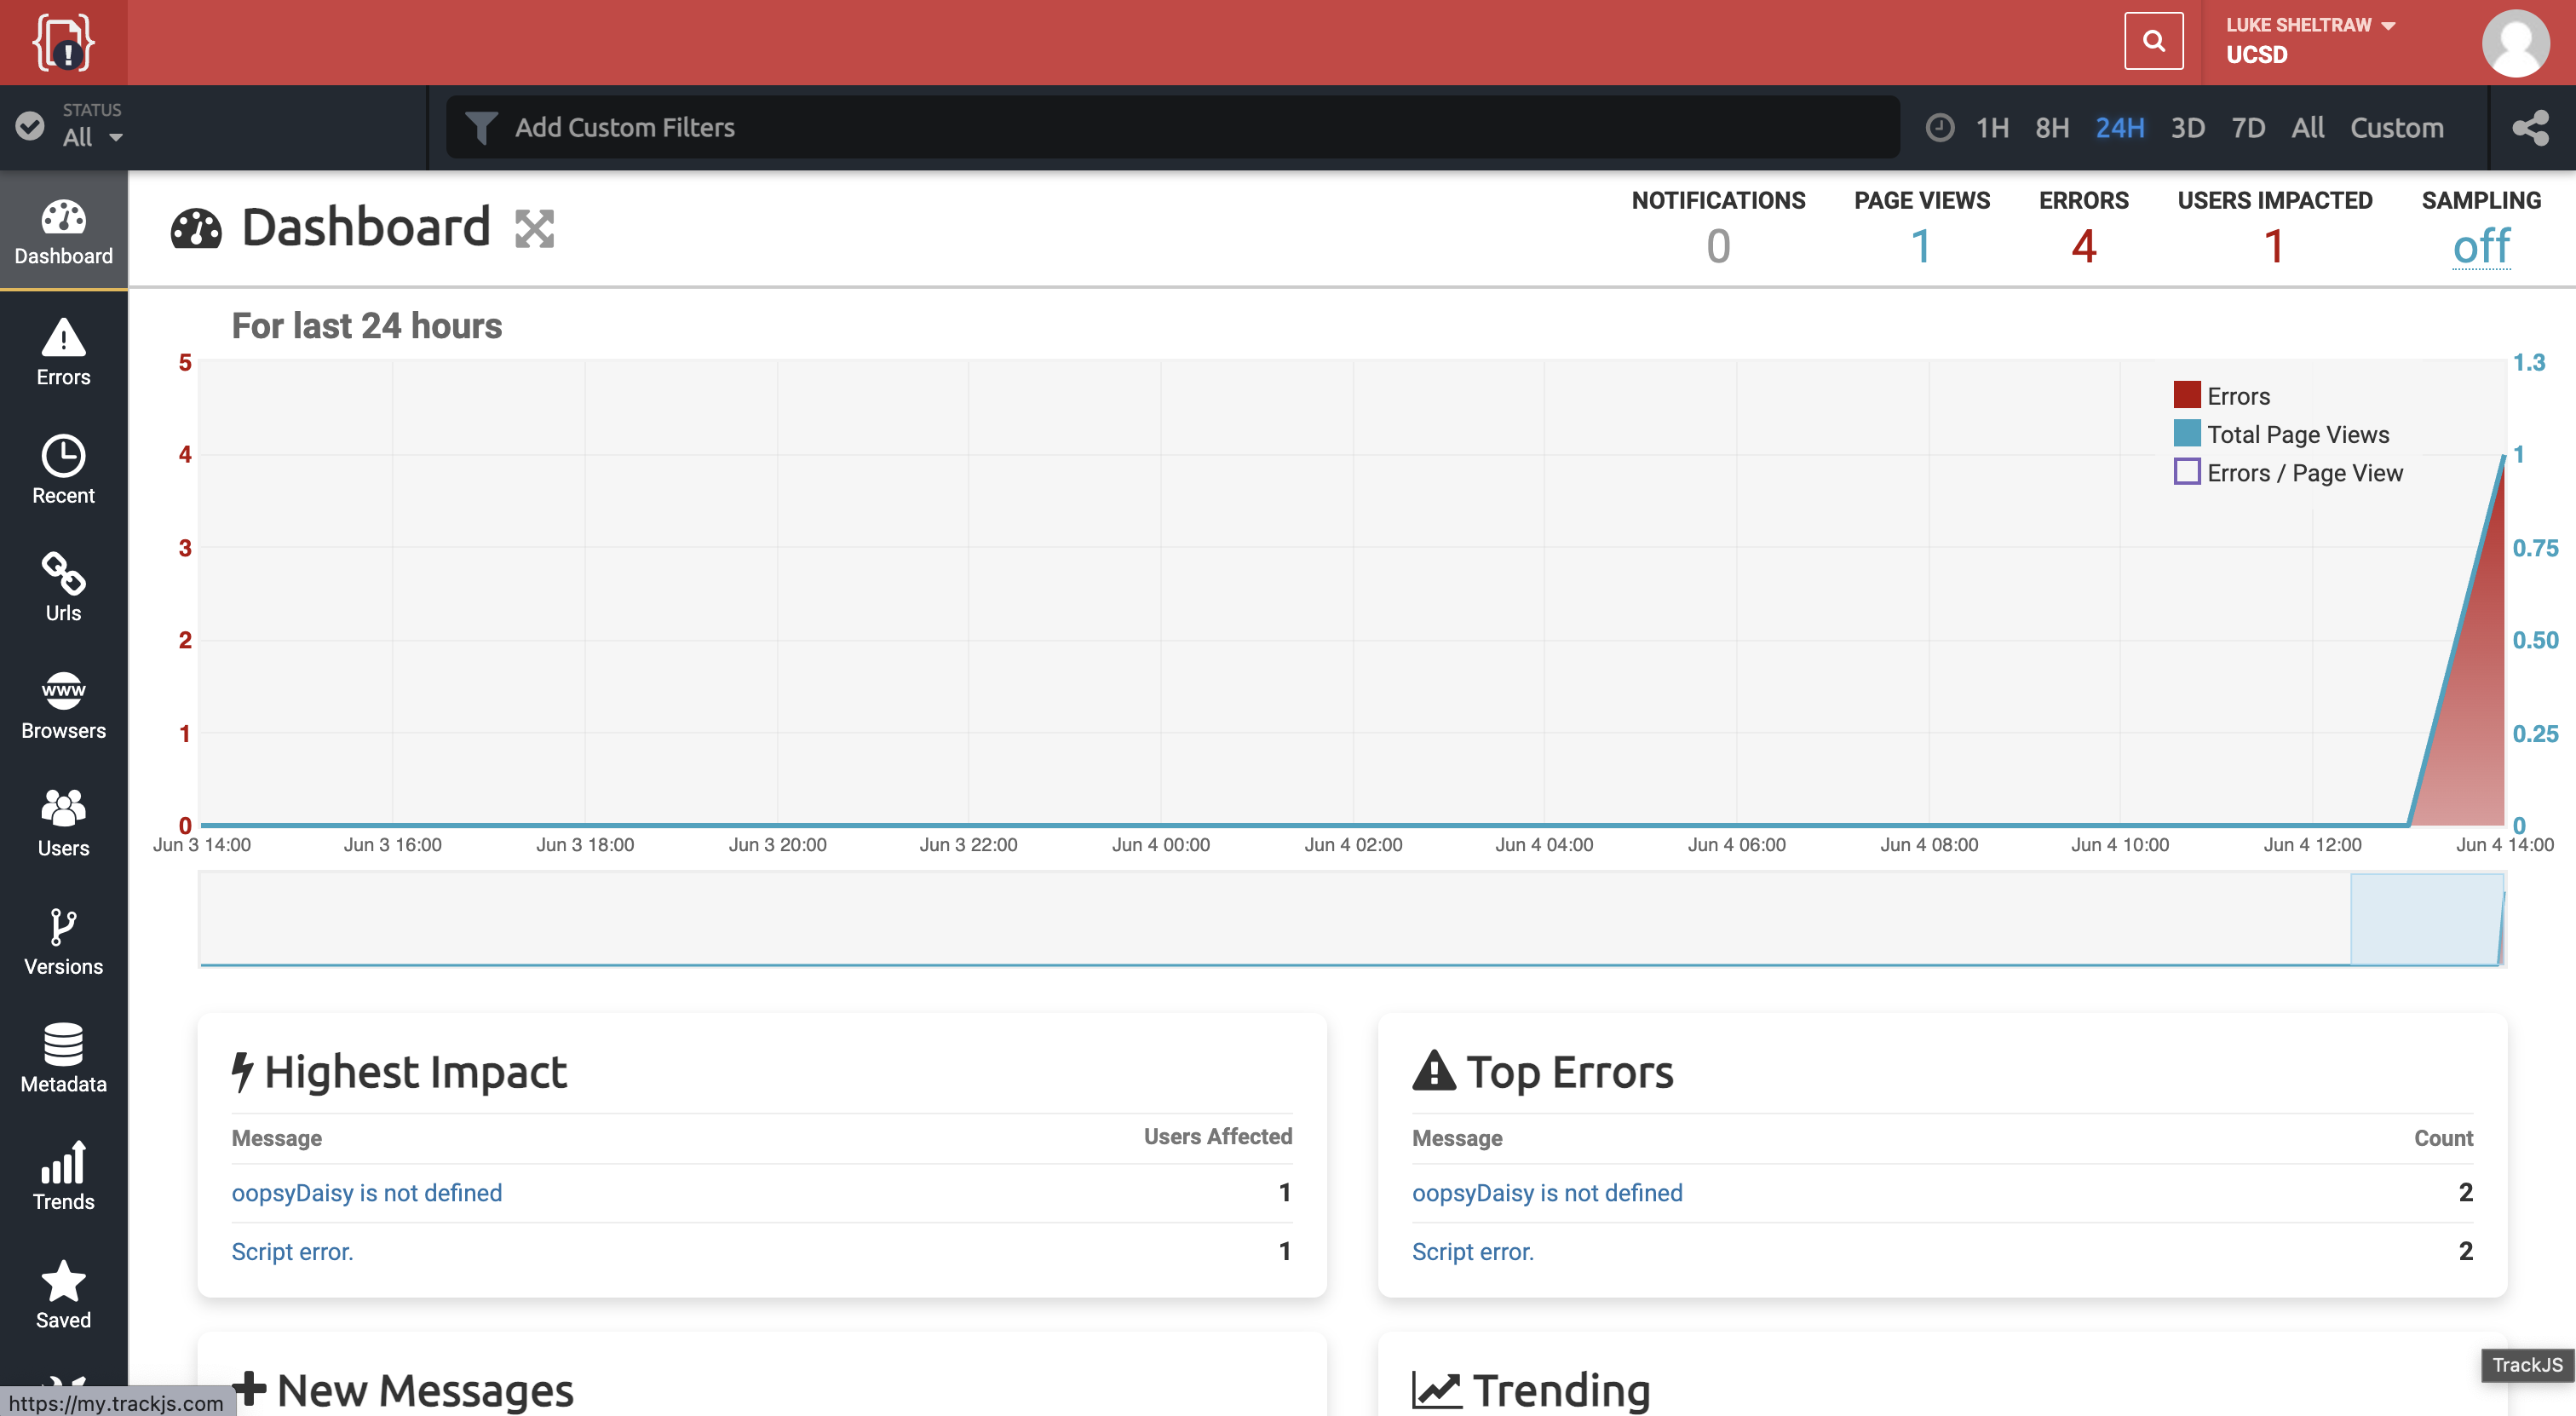 LUKE SHELTRAW
UCSD
STATUS
All
Add Custom Filters
1H 8H 24H 3D 7D All Custom
Dashboard
Errors
Recent
Urls
WWW
Browsers
Users
Versions
Metadata
Trends
Saved
https://my.trackjs.com
Dashboard
NOTIFICATIONS
0
PAGE VIEWS
1
ERRORS
4
USERS IMPACTED
1
SAMPLING
off
For last 24 hours
5
4
3
2
1
0
Errors
Total Page Views
Errors / Page View
1.3
1
0.75
0.50
0.25
0
Jun 3 14:00 Jun 3 16:00 Jun 3 18:00 Jun 3 20:00 Jun 3 22:00 Jun 4 00:00 Jun 4 02:00 Jun 4 04:00 Jun 4 06:00 Jun 4 08:00 Jun 4 10:00 Jun 4 12:00 Jun 4 14:00
Highest Impact
Message Users Affected
oopsyDaisy is not defined 1
Script error. 1
Top Errors
Message Count
oopsyDaisy is not defined 2
Script error. 2
New Messages
Trending
TrackJS